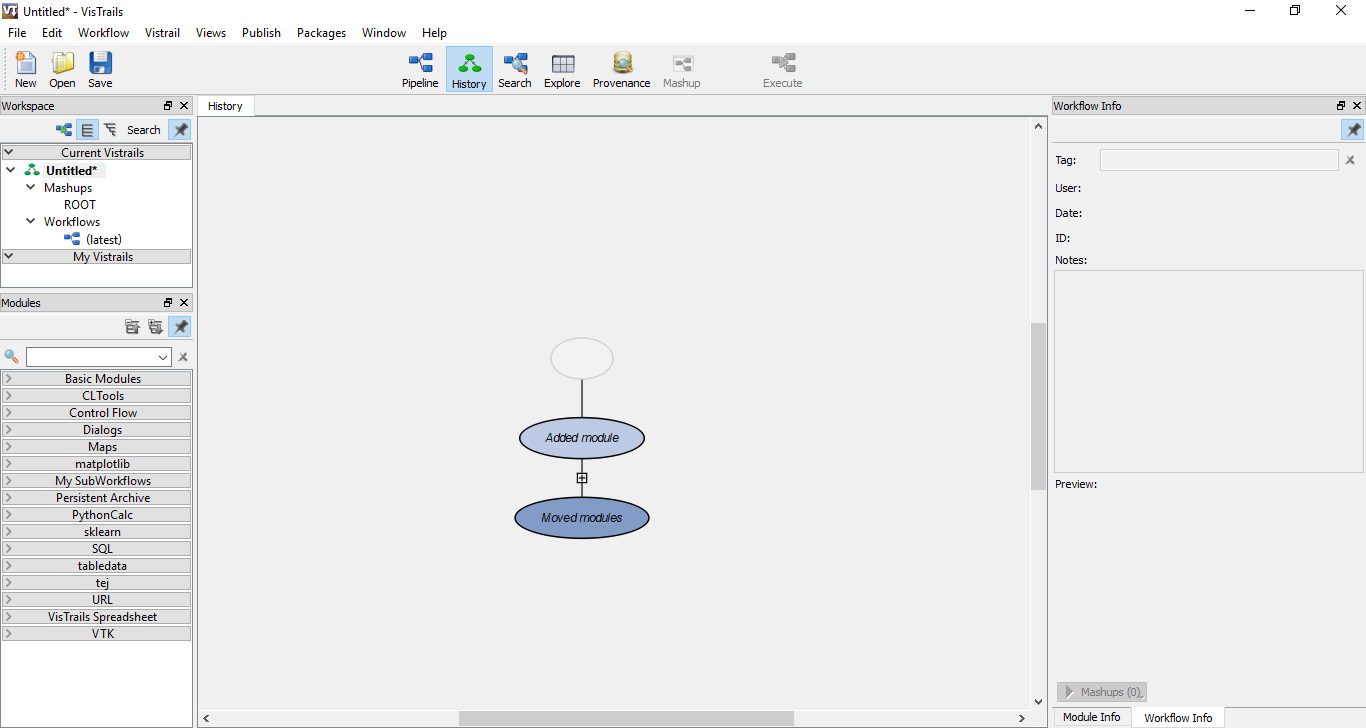 Untitled* - VisTrails
File Edit Workflow Vistrail Views Publish Packages Window Help
New Open Save Pipeline History Search Explore Provenance Mashup Execute
Workspace
Search
Current Vistrails
Untitled*
Mashups
ROOT
Workflows
(latest)
My Vistrails
Modules
Basic Modules
CLTools
Control Flow
Dialogs
Maps
matplotlib
My SubWorkflows
Persistent Archive
PythonCalc
sklearn
SQL
tabledata
tej
URL
VisTrails Spreadsheet
VTK
History
Added module
Moved modules
Workflow Info
Tag:
User:
Date:
ID:
Notes:
Preview:
Mashups (0)
Module Info Workflow Info